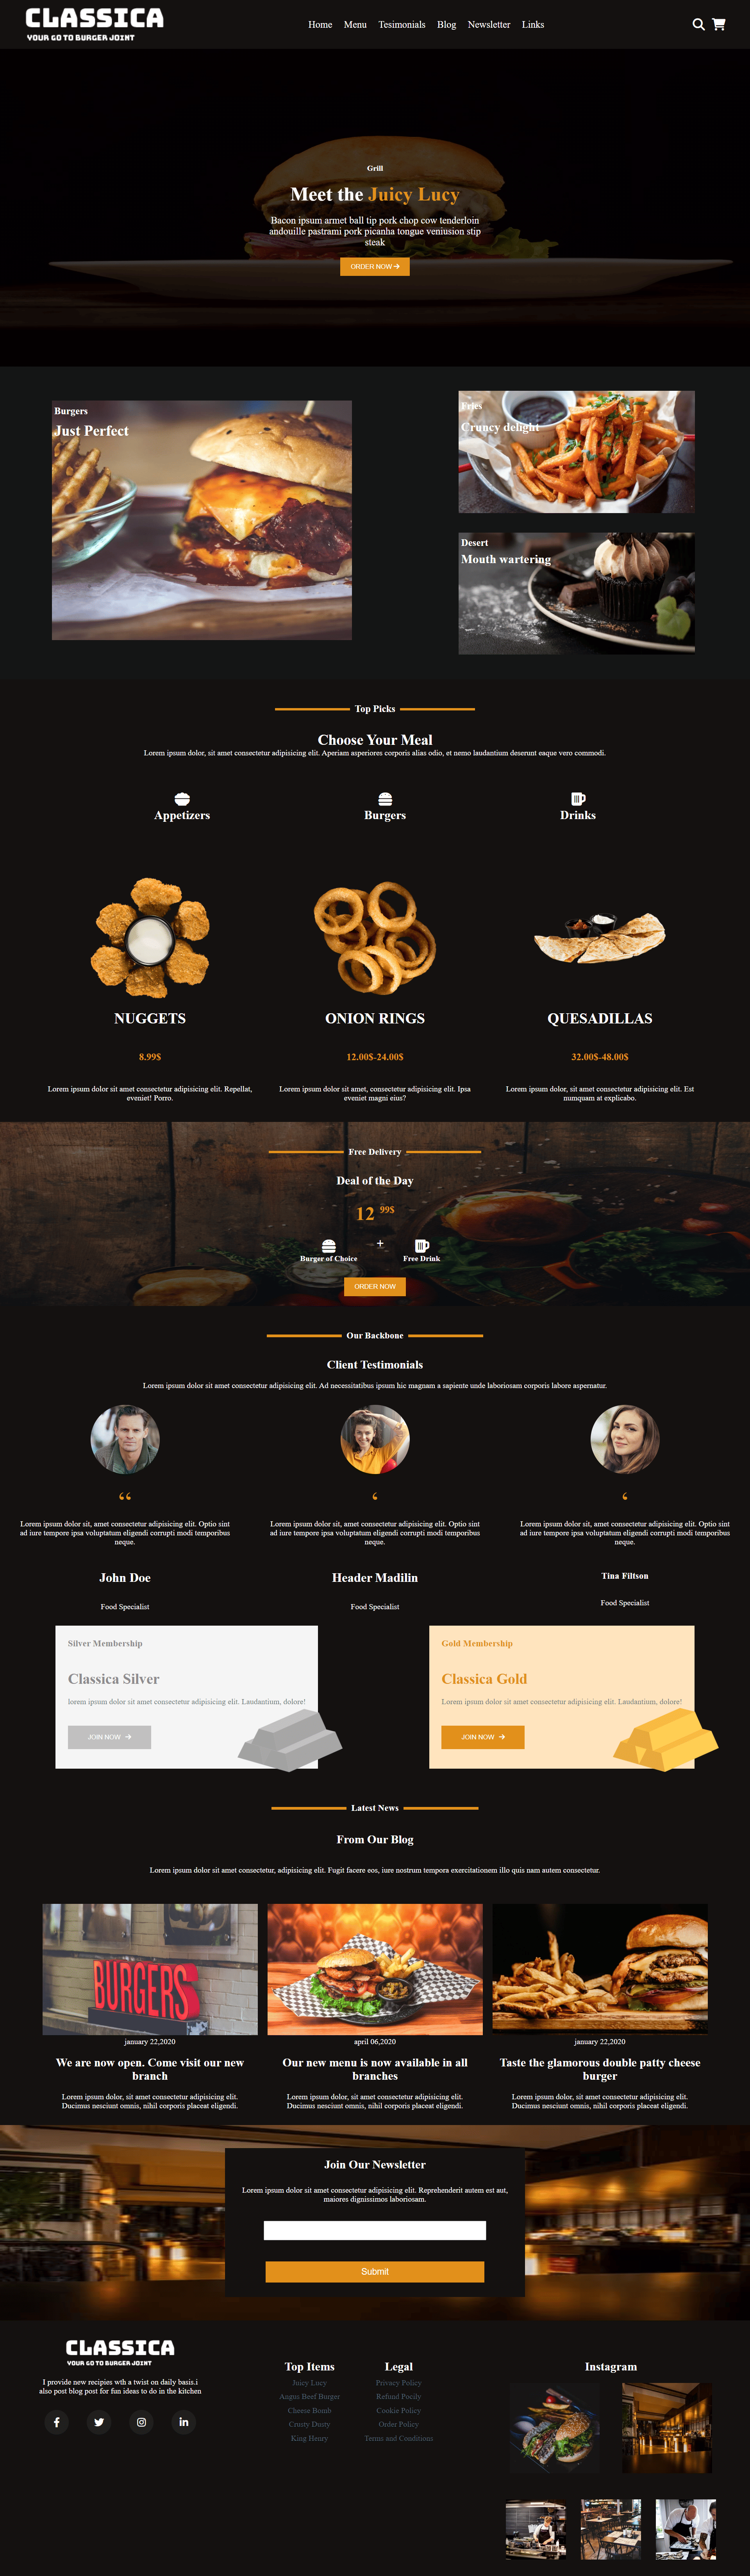 CLASSICA
YOUR GO TO BURGER JOINT
Home Menu Tesimonials Blog Newsletter Links
Grill
Meet the Juicy Lucy
Bacon ipsum armet ball tip pork chop cow tenderloin
andouille pastrami pork picanha tongue veniusion stip
steak
ORDER NOW
Burgers
Just Perfect
Fries
Cruncy delight
Desert
Mouth wartering
Top Picks
Choose Your Meal
Lorem ipsum dolor, sit amet consectetur adipisicing elit. Aperiam asperiores corporis alias odio, et nemo laudantium deserunt eaque vero commodi.
Appetizers
Burgers
Drinks
NUGGETS
8.99$
Lorem ipsum dolor sit amet consectetur adipisicing elit. Repellat,
eveniet! Porro.
ONION RINGS
12.00$-24.00$
Lorem ipsum dolor sit amet, consectetur adipisicing elit. Ipsa
eveniet magni eius?
QUESADILLAS
32.00$-48.00$
Lorem ipsum dolor, sit amet consectetur adipisicing elit. Est
numquam at explicabo.
Free Delivery
Deal of the Day
12 99$
Burger of Choice
+
Free Drink
ORDER NOW
Our Backbone
Client Testimonials
Lorem ipsum dolor sit amet consectetur adipisicing elit. Ad necessitatibus ipsum hic magnam a sapiente unde laboriosam corporis labore aspernatur.
“
Lorem ipsum dolor sit, amet consectetur adipisicing elit. Optio sint
ad iure tempore ipsa voluptatum eligendi corrupti modi temporibus
neque.
John Doe
Food Specialist
‘
Lorem ipsum dolor sit, amet consectetur adipisicing elit. Optio sint
ad iure tempore ipsa voluptatum eligendi corrupti modi temporibus
neque.
Header Madilin
Food Specialist
‘
Lorem ipsum dolor sit, amet consectetur adipisicing elit. Optio sint
ad iure tempore ipsa voluptatum eligendi corrupti modi temporibus
neque.
Tina Filtson
Food Specialist
Silver Membership
Classica Silver
lorem ipsum dolor sit amet consectetur adipisicing elit. Laudantium, dolore!
JOIN NOW
Gold Membership
Classica Gold
Lorem ipsum dolor sit amet consectetur adipisicing elit. Laudantium, dolore!
JOIN NOW
Latest News
From Our Blog
Lorem ipsum dolor sit amet consectetur, adipisicing elit. Fugit facere eos, iure nostrum tempora exercitationem illo quis nam autem consectetur.
BURGERS
january 22,2020
We are now open. Come visit our new
branch
Lorem ipsum dolor, sit amet consectetur adipisicing elit.
Ducimus nesciunt omnis, nihil corporis placeat eligendi.
april 06,2020
Our new menu is now available in all
branches
Lorem ipsum dolor, sit amet consectetur adipisicing elit.
Ducimus nesciunt omnis, nihil corporis placeat eligendi.
january 22,2020
Taste the glamorous double patty cheese
burger
Lorem ipsum dolor, sit amet consectetur adipisicing elit.
Ducimus nesciunt omnis, nihil corporis placeat eligendi.
Join Our Newsletter
Lorem ipsum dolor sit amet consectetur adipisicing elit. Reprehenderit autem est aut,
maiores dignissimos laboriosam.
Submit
CLASSICA
YOUR GO TO BURGER JOINT
I provide new recipies wth a twist on daily basis.i
also post blog post for fun ideas to do in the kitchen
Top Items
Juicy Lucy
Angus Beef Burger
Cheese Bomb
Crusty Dusty
King Henry
Legal
Privacy Policy
Refund Pocily
Cookie Policy
Order Policy
Terms and Conditions
Instagram